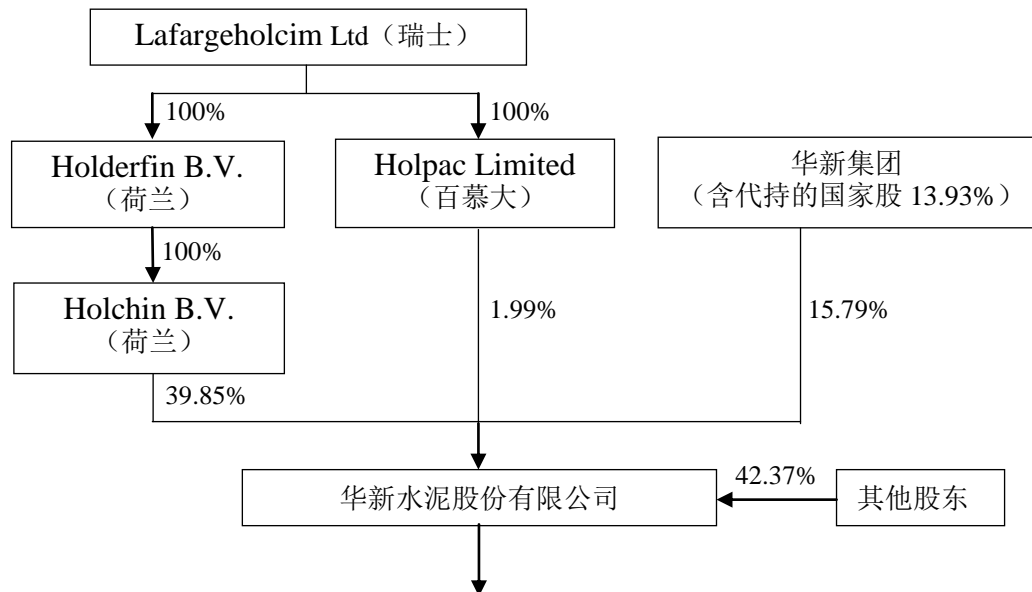 Lafargeholcim Ltd（瑞士）
100%
100%
Holderfin B.V.
（荷兰）
Holpac Limited
（百慕大）
华新集团
（含代持的国家股 13.93%）
100%
Holchin B.V.
（荷兰）
1.99%
15.79%
39.85%
华新水泥股份有限公司
42.37%
其他股东